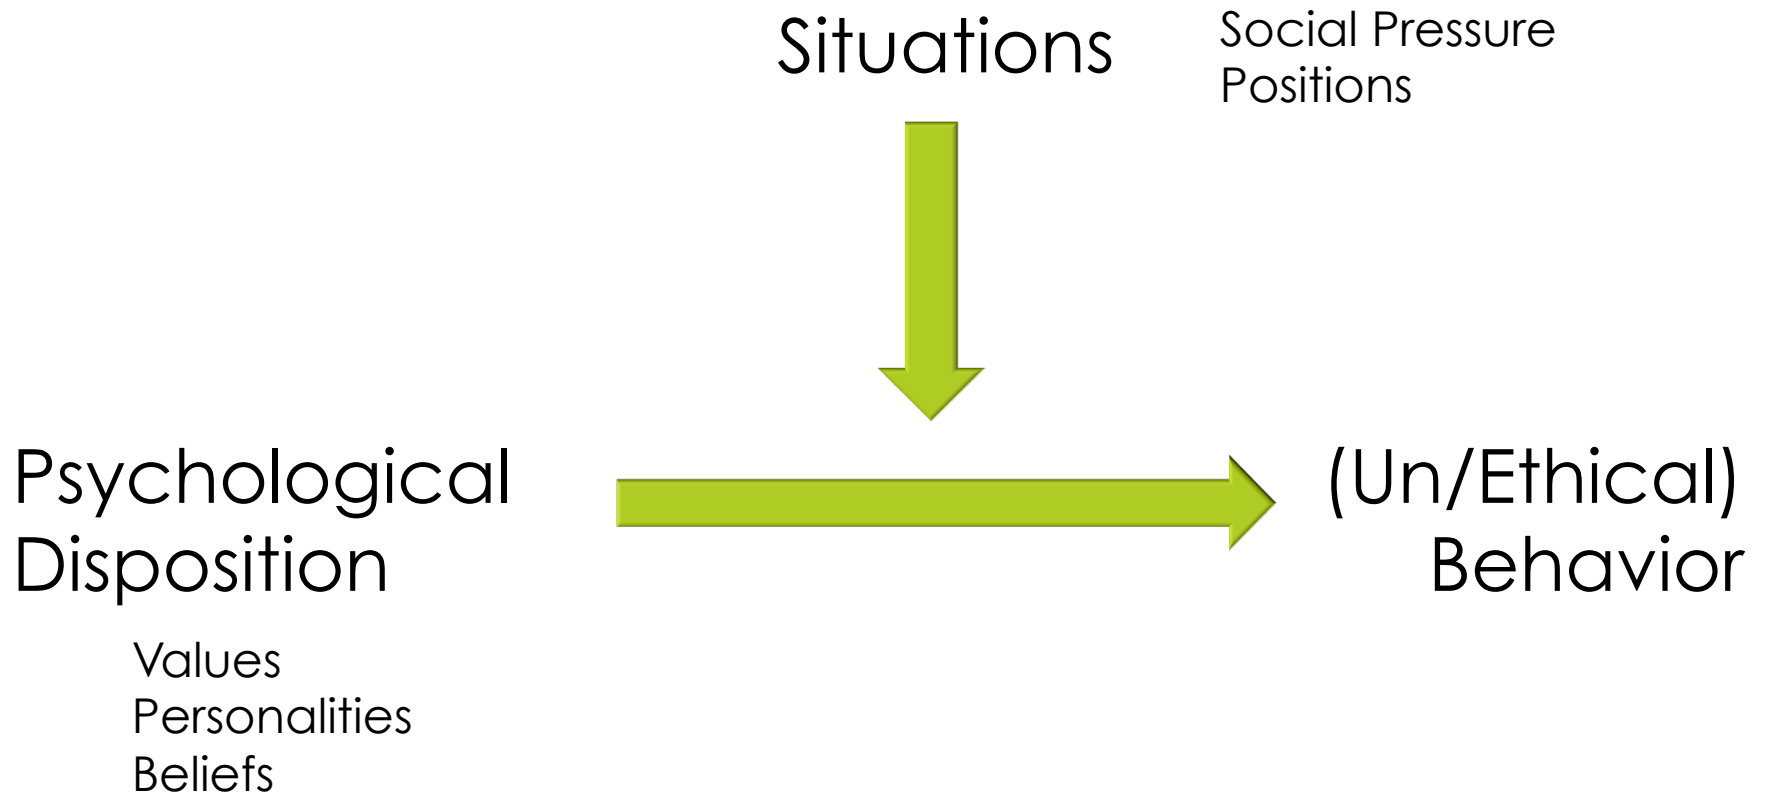 Situations
Social Pressure
Positions
Psychological
Disposition
(Un/Ethical)
Behavior
Values
Personalities
Beliefs